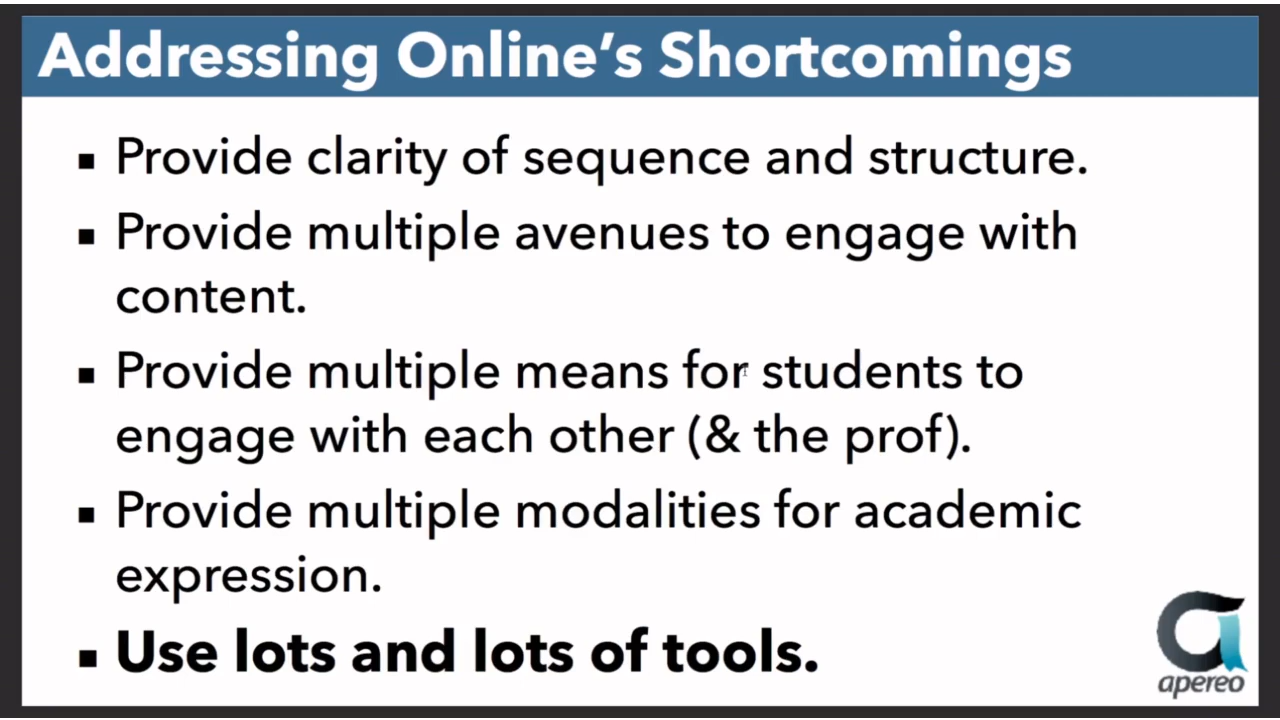 Addressing Online’s Shortcomings
▪ Provide clarity of sequence and structure.
▪ Provide multiple avenues to engage with
content.
▪ Provide multiple means for students to
engage with each other (& the prof).
▪ Provide multiple modalities for academic
expression.
▪ Use lots and lots of tools.
apereo